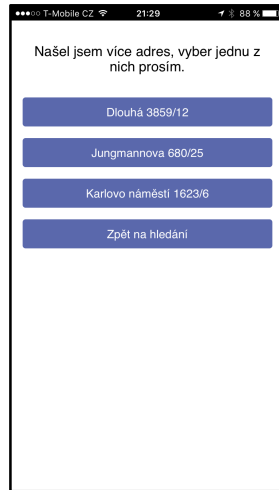 T-Mobile CZ 21:29 88 %
Našel jsem více adres, vyber jednu z
nich prosím.
Dlouhá 3859/12
Jungmannova 680/25
Karlovo náměstí 1623/6
Zpět na hledání